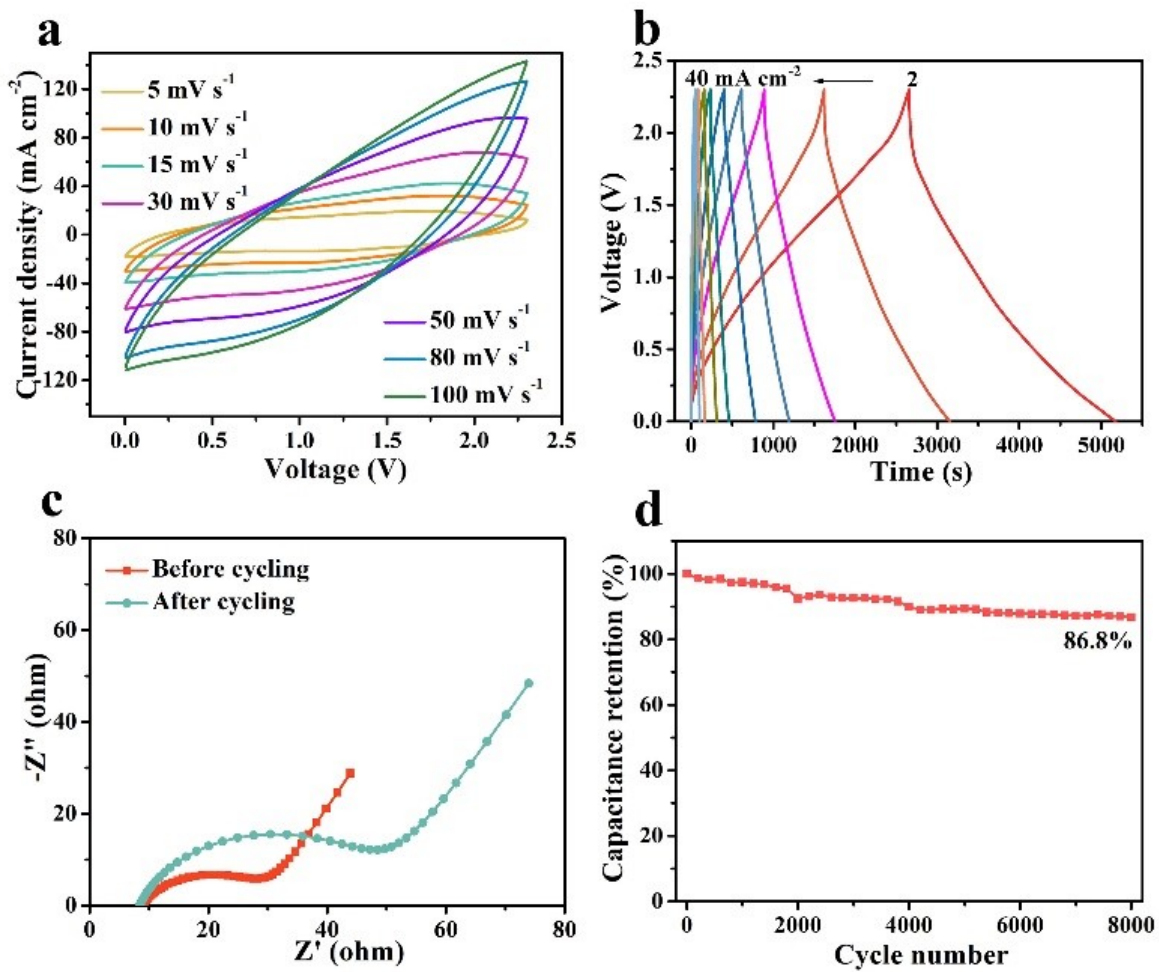 a
5 mV s⁻¹
10 mV s⁻¹
15 mV s⁻¹
30 mV s⁻¹
50 mV s⁻¹
80 mV s⁻¹
100 mV s⁻¹
120
80
40
0
-40
-80
-120
Current density (mA cm⁻²)
0.0 0.5 1.0 1.5 2.0 2.5
Voltage (V)
b
40 mA cm⁻² 2
2.5
2.0
1.5
1.0
0.5
0.0
Voltage (V)
0 1000 2000 3000 4000 5000
Time (s)
c
Before cycling
After cycling
80
60
40
20
0
-Z'' (ohm)
0 20 40 60 80
Z' (ohm)
d
100
80
60
40
20
0
86.8%
Capacitance retention (%)
0 2000 4000 6000 8000
Cycle number